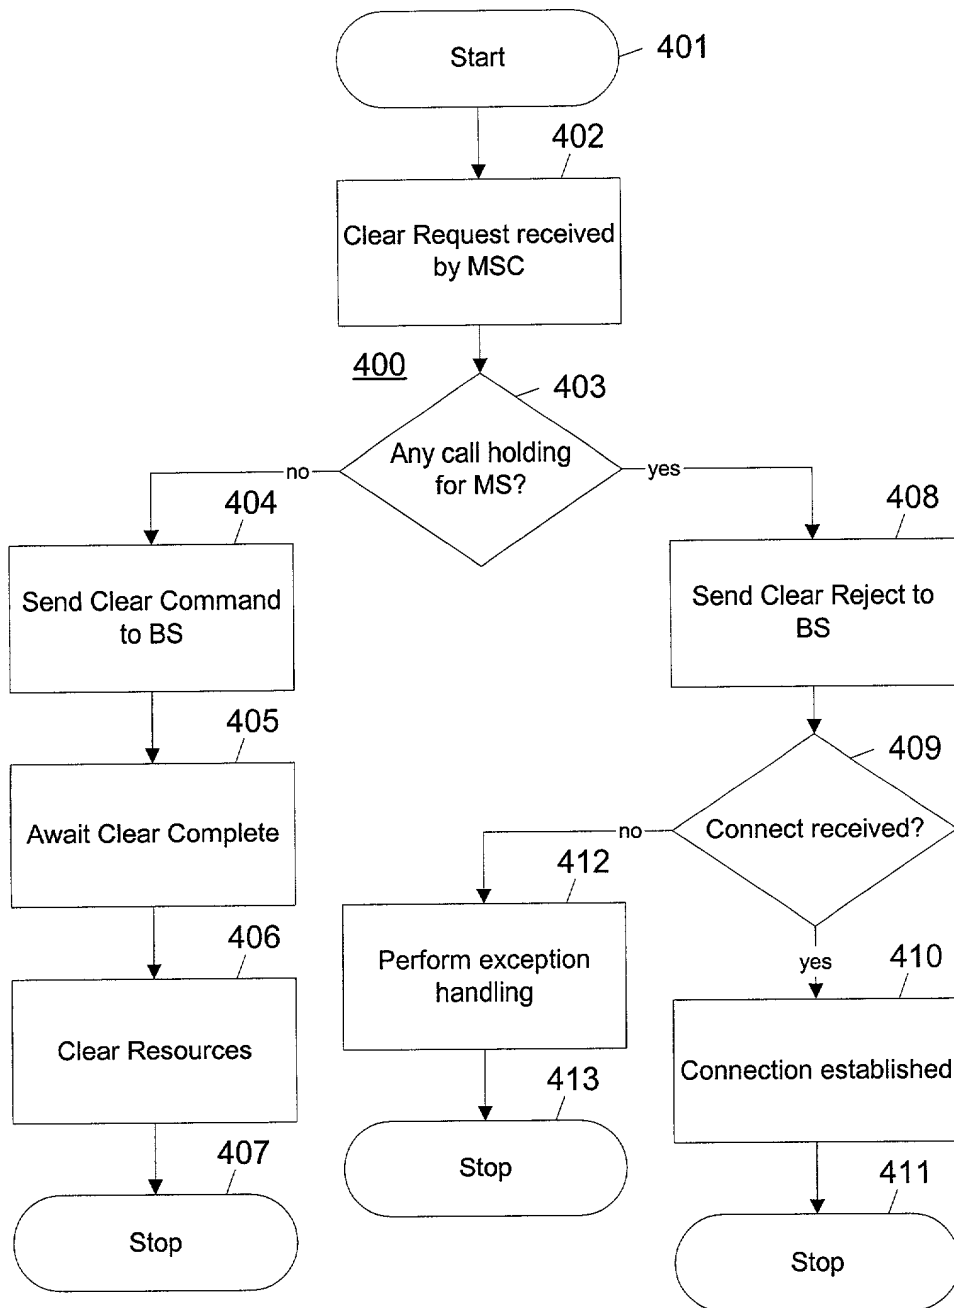 Start
401
402
Clear Request received
by MSC
400
403
Any call holding
for MS?
no
yes
404
408
Send Clear Command
to BS
Send Clear Reject to
BS
405
409
Await Clear Complete
Connect received?
no
412
406
yes
410
Perform exception
handling
Clear Resources
Connection established
413
407
411
Stop
Stop
Stop